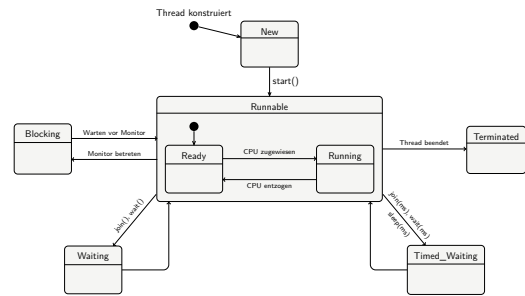 Thread konstruiert
New
start()
Runnable
Blocking
Warten vor Monitor
Monitor betreten
Ready
CPU zugewiesen
CPU entzogen
Running
Thread beendet
Terminated
join(), wait()
join(ms), wait(ms)
sleep(ms)
Waiting
Timed_Waiting